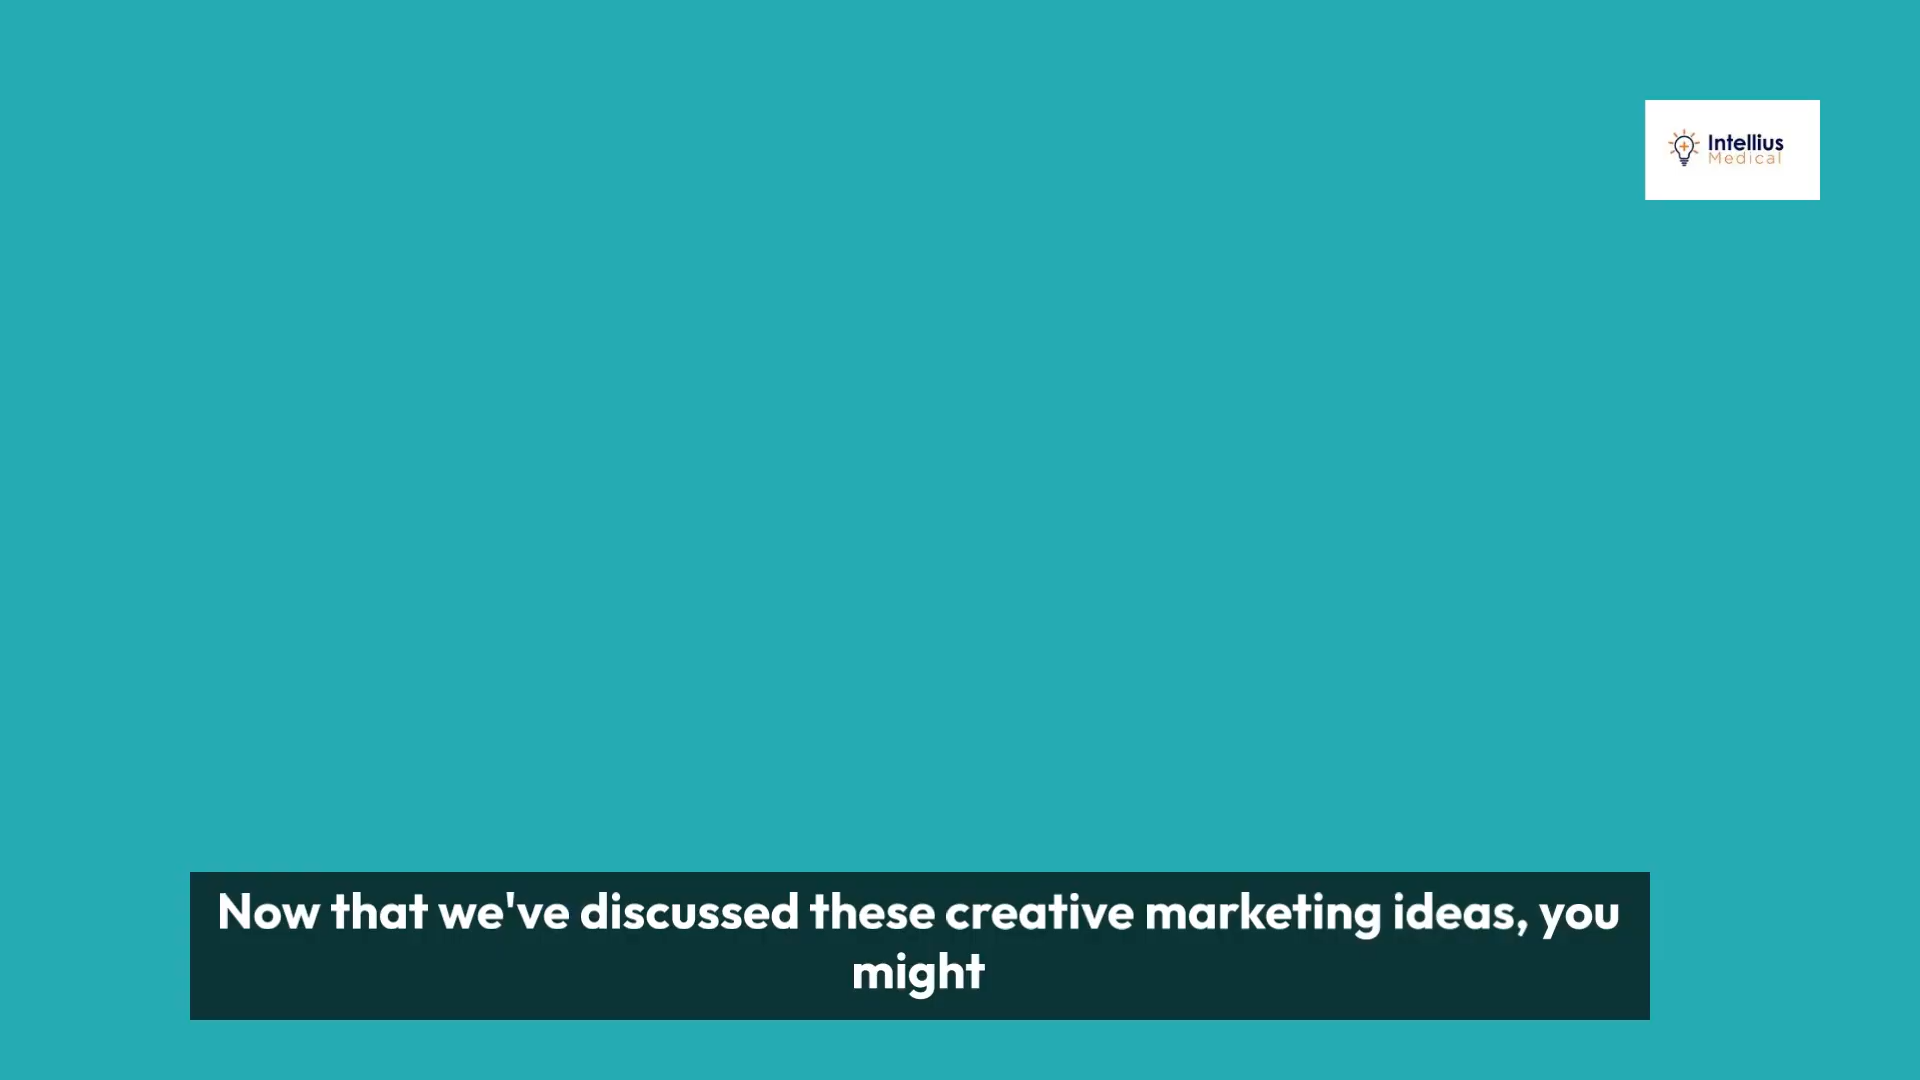 Intellius
Medical
Now that we've discussed these creative marketing ideas, you
might